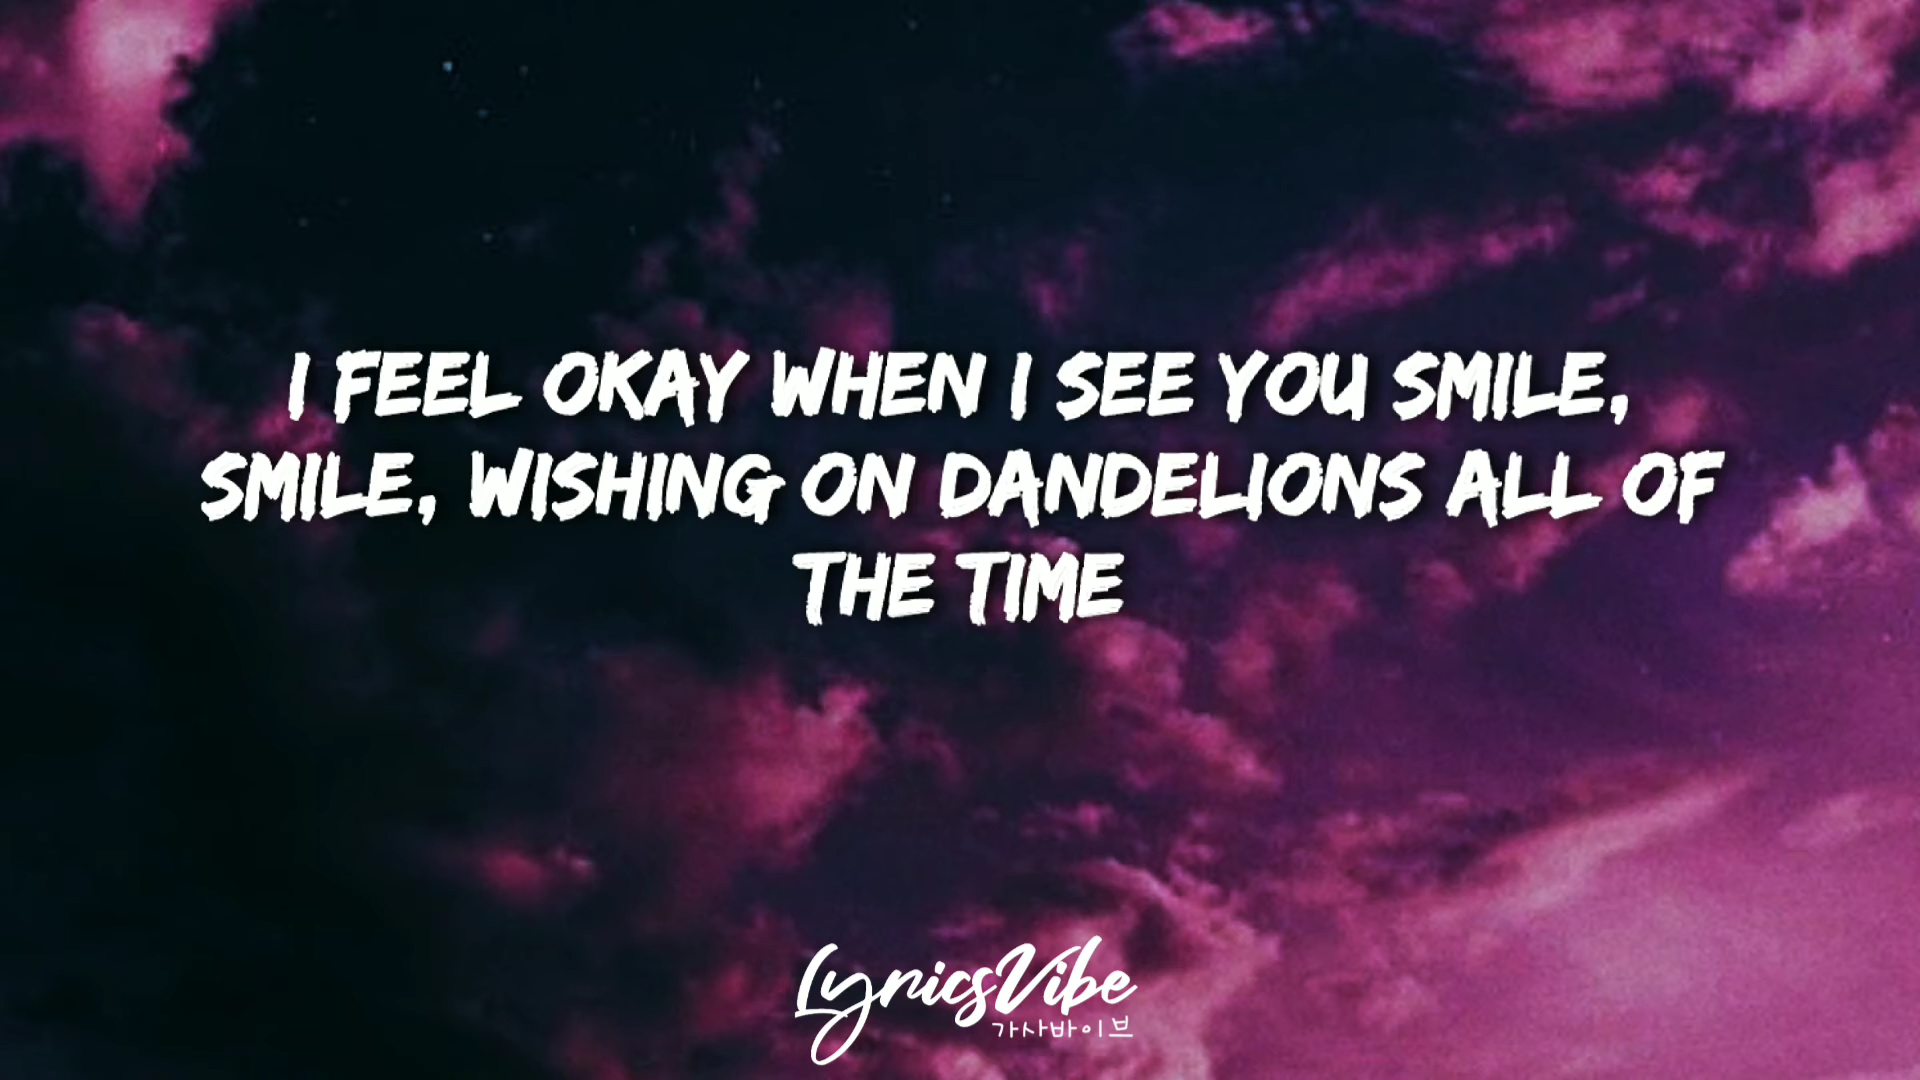 I FEEL OKAY WHEN I SEE YOU SMILE,
SMILE, WISHING ON DANDELIONS ALL OF
THE TIME
LyricsVibe
가사바이브